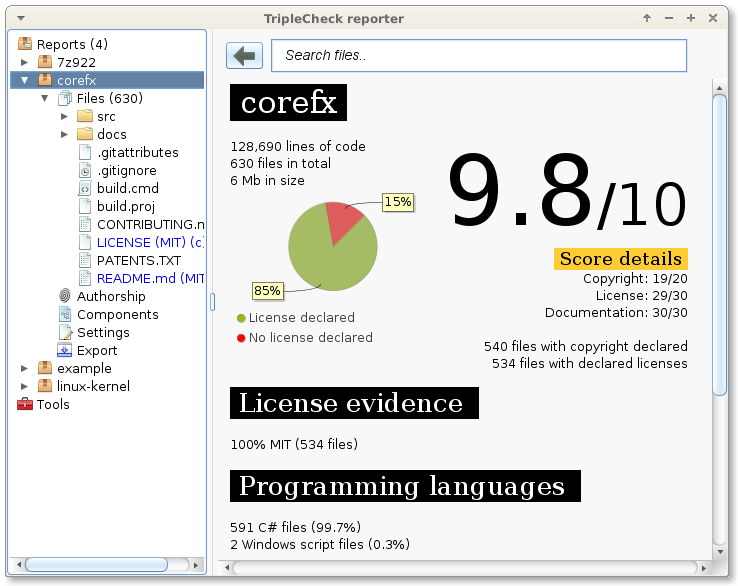 TripleCheck reporter
Reports (4)
7z922
corefx
Files (630)
src
docs
.gitattributes
.gitignore
build.cmd
build.proj
CONTRIBUTING.n
LICENSE (MIT) (c
PATENTS.TXT
README.md (MIT
Authorship
Components
Settings
Export
example
linux-kernel
Tools
Search files..
corefx
128,690 lines of code
630 files in total
6 Mb in size
15%
85%
License declared
No license declared
9.8/10
Score details
Copyright: 19/20
License: 29/30
Documentation: 30/30
540 files with copyright declared
534 files with declared licenses
License evidence
100% MIT (534 files)
Programming languages
591 C# files (99.7%)
2 Windows script files (0.3%)